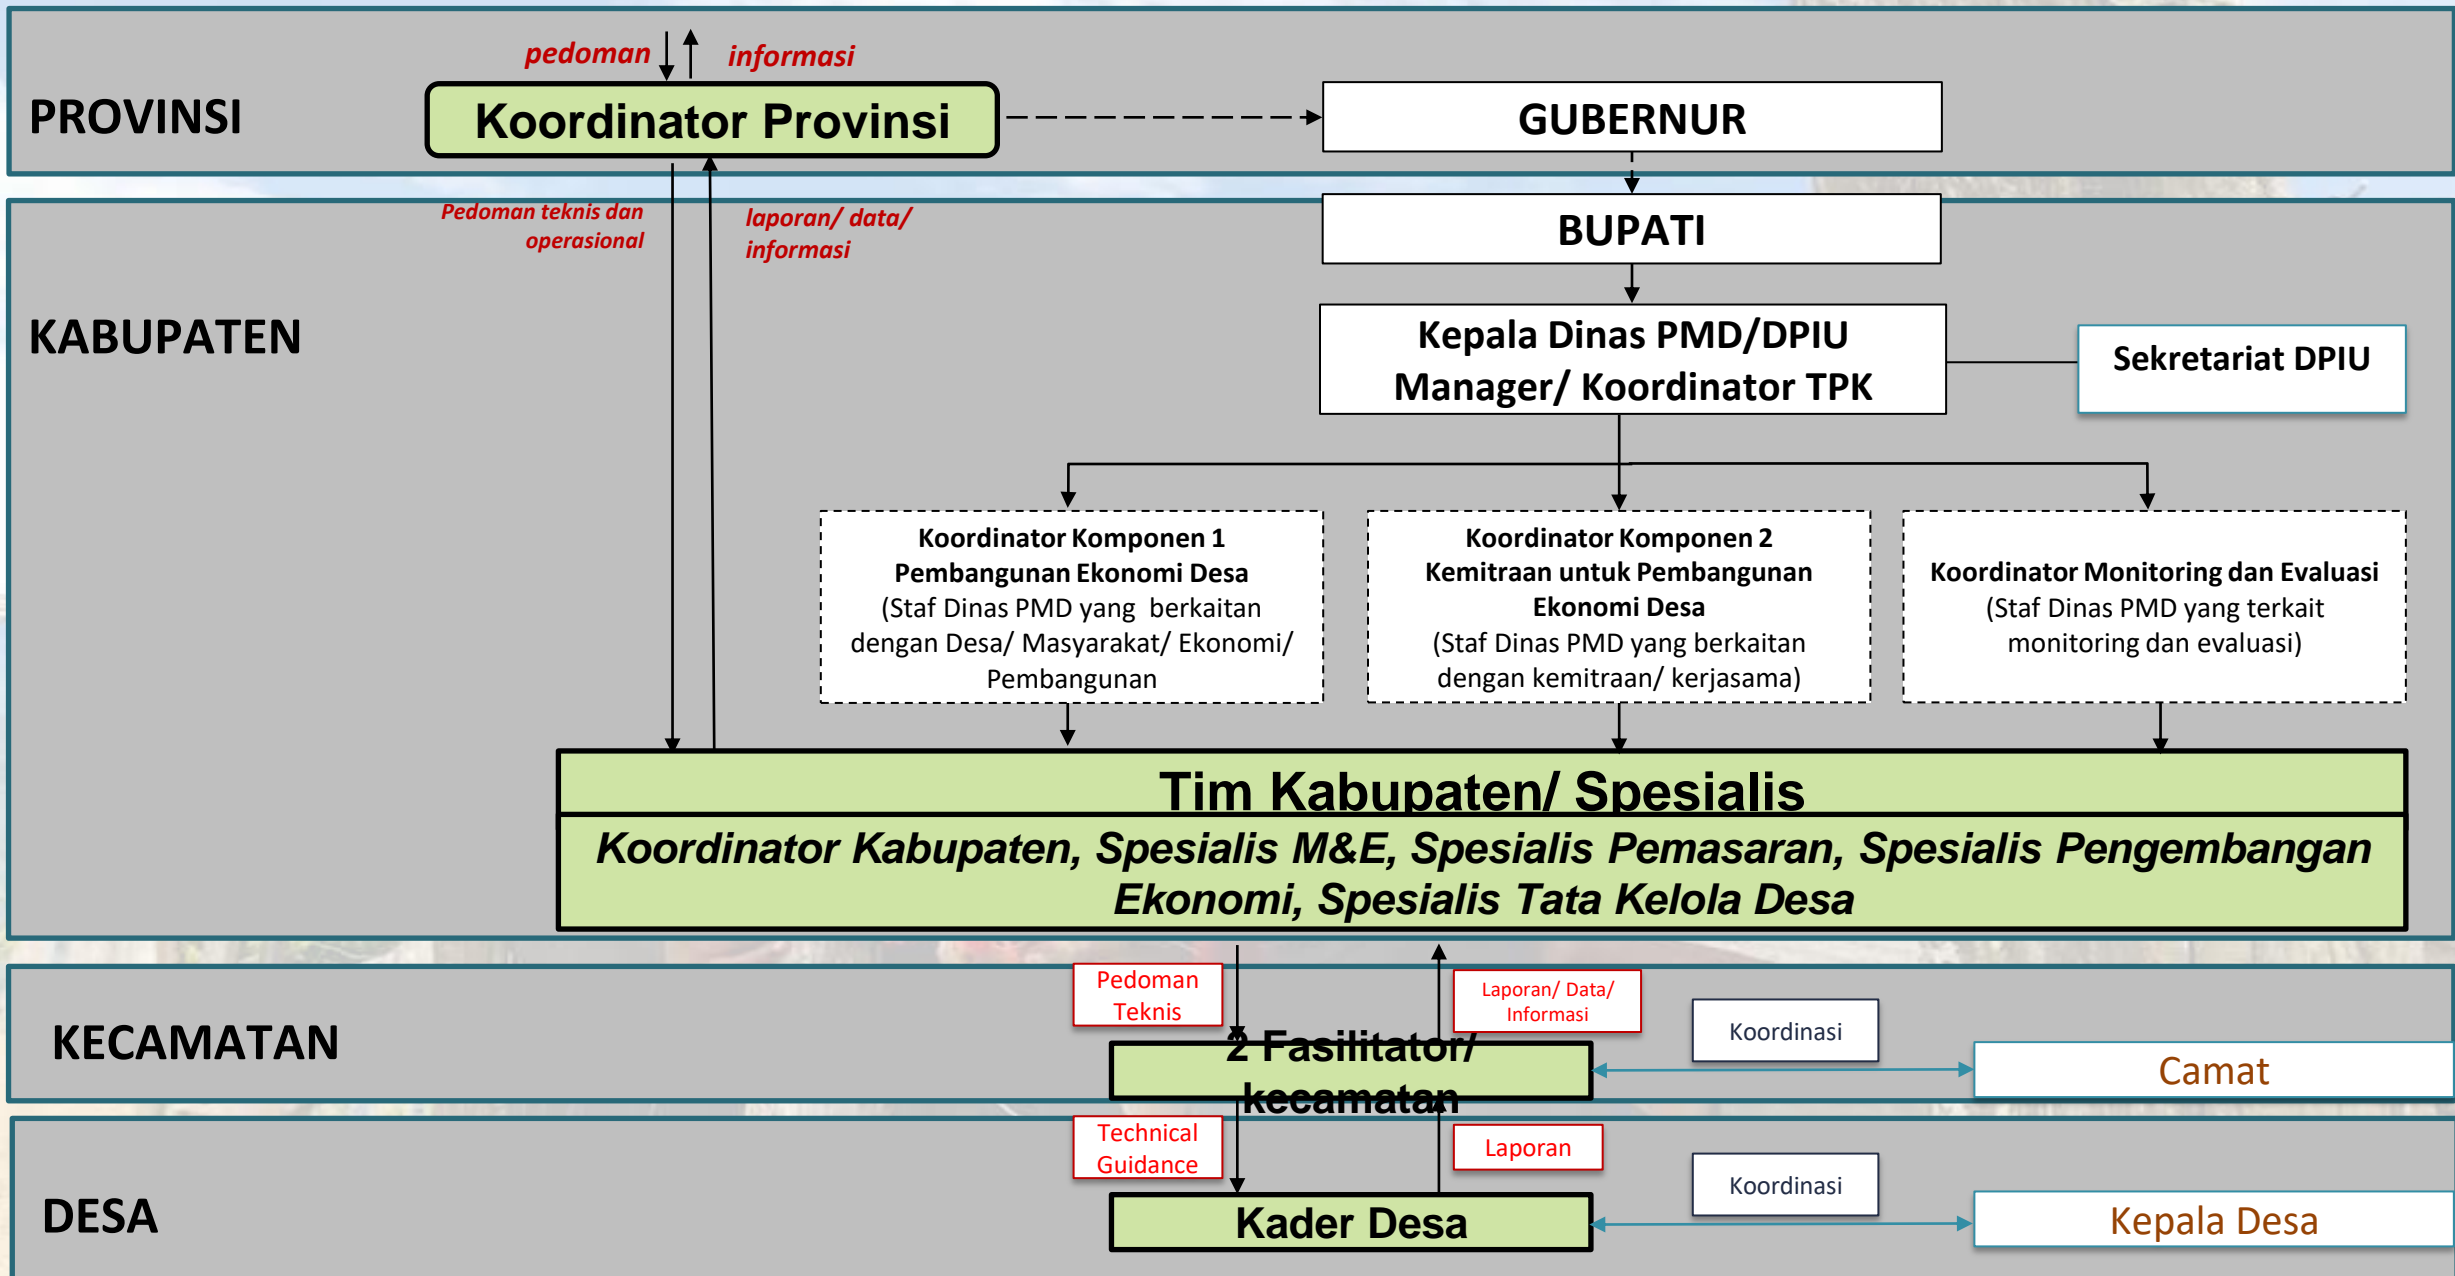 pedoman
informasi
PROVINSI
Koordinator Provinsi
GUBERNUR
Pedoman teknis dan
operasional
laporan/ data/
informasi
BUPATI
KABUPATEN
Kepala Dinas PMD/DPIU
Manager/ Koordinator TPK
Sekretariat DPIU
Koordinator Komponen 1
Pembangunan Ekonomi Desa
(Staf Dinas PMD yang berkaitan
dengan Desa/ Masyarakat/ Ekonomi/
Pembangunan
Koordinator Komponen 2
Kemitraan untuk Pembangunan
Ekonomi Desa
(Staf Dinas PMD yang berkaitan
dengan kemitraan/ kerjasama)
Koordinator Monitoring dan Evaluasi
(Staf Dinas PMD yang terkait
monitoring dan evaluasi)
Tim Kabupaten/ Spesialis
Koordinator Kabupaten, Spesialis M&E, Spesialis Pemasaran, Spesialis Pengembangan
Ekonomi, Spesialis Tata Kelola Desa
Pedoman
Teknis
Laporan/ Data/
Informasi
KECAMATAN
Koordinasi
2 Fasilitator/
kecamatan
Camat
Technical
Guidance
Laporan
Koordinasi
DESA
Kader Desa
Kepala Desa